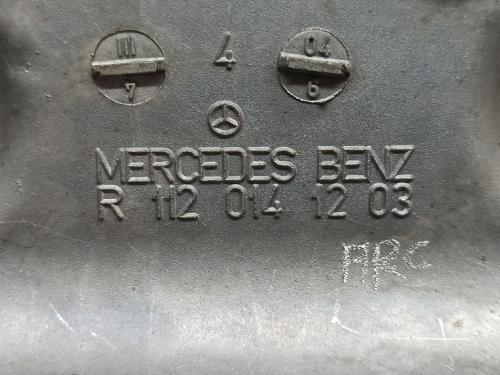 III 4 04
7 6
MERCEDES BENZ
R 112 014 12 03
ARC